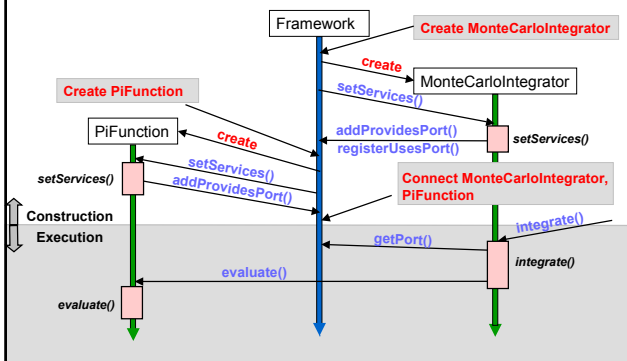 Framework
Create MonteCarloIntegrator
create
MonteCarloIntegrator
setServices()
Create PiFunction
PiFunction
addProvidesPort()
registerUsesPort()
setServices()
create
setServices()
setServices()
addProvidesPort()
Connect MonteCarloIntegrator,
PiFunction
Construction
Execution
integrate()
getPort()
integrate()
evaluate()
evaluate()